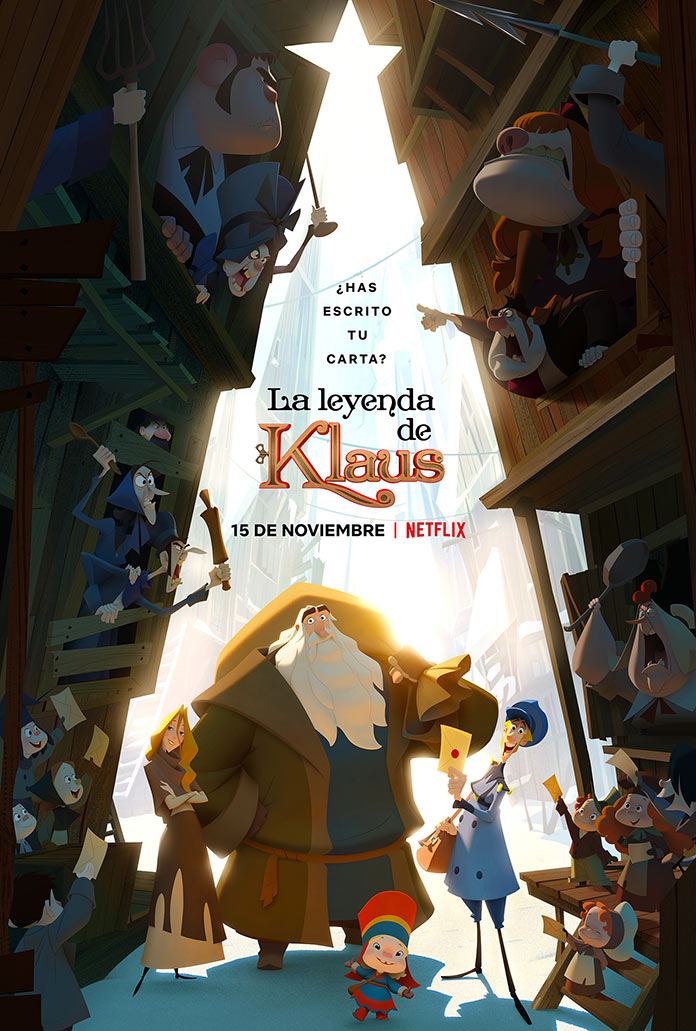 ¿HAS
ESCRITO
TU
CARTA?
La leyenda
de
Klaus
15 DE NOVIEMBRE | NETFLIX